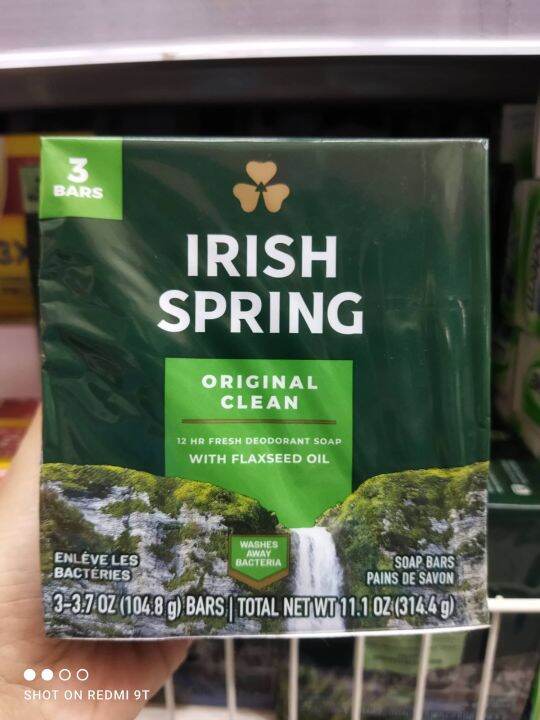 3
BARS
IRISH
SPRING
ORIGINAL
CLEAN
12 HR FRESH DEODORANT SOAP
WITH FLAXSEED OIL
WASHES
AWAY
BACTERIA
ENLÈVE LES
BACTÉRIES
SOAP BARS
PAINS DE SAVON
3-3.7 OZ (104.8 g) BARS | TOTAL NET WT 11.1 OZ (314.4 g)
SHOT ON REDMI 9T